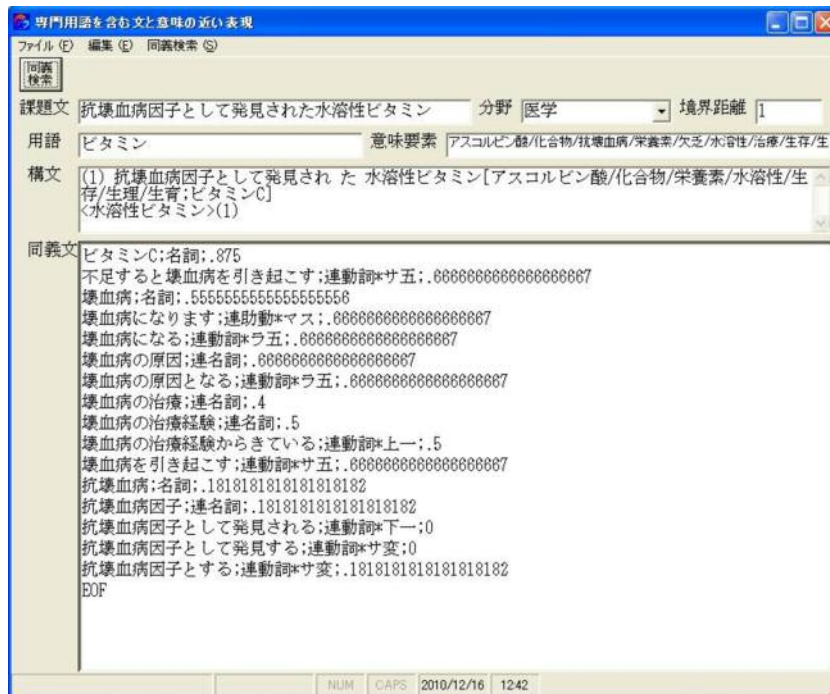 専門用語を含む文と意味の近い表現
ファイル(F) 編集(E) 同義検索(S)
同義
検索
課題文 抗壊血病因子として発見された水溶性ビタミン 分野 医学 境界距離 1
用語 ビタミン 意味要素 アスコルビン酸/化合物/抗壊血病/栄養素/欠乏/水溶性/治療/生存/生
構文 (1) 抗壊血病因子として発見され た 水溶性ビタミン[アスコルビン酸/化合物/栄養素/水溶性/生
存/生理/生育;ビタミンC]
<水溶性ビタミン>(1)
同義文 ビタミンC;名詞;.875
不足すると壊血病を引き起こす;連動詞*サ五;.6666666666666666667
壊血病;名詞;.5555555555555555556
壊血病になります;連助動*マス;.6666666666666666667
壊血病になる;連動詞*ラ五;.6666666666666666667
壊血病の原因;連名詞;.6666666666666666667
壊血病の原因となる;連動詞*ラ五;.6666666666666666667
壊血病の治療;連名詞;.4
壊血病の治療経験;連名詞;.5
壊血病の治療経験からきている;連動詞*上一;.5
壊血病を引き起こす;連動詞*サ五;.6666666666666666667
抗壊血病;名詞;.1818181818181818182
抗壊血病因子;連名詞;.1818181818181818182
抗壊血病因子として発見される;連動詞*下一;0
抗壊血病因子として発見する;連動詞*サ変;0
抗壊血病因子とする;連動詞*サ変;.1818181818181818182
EOF
NUM CAPS 2010/12/16 12:42